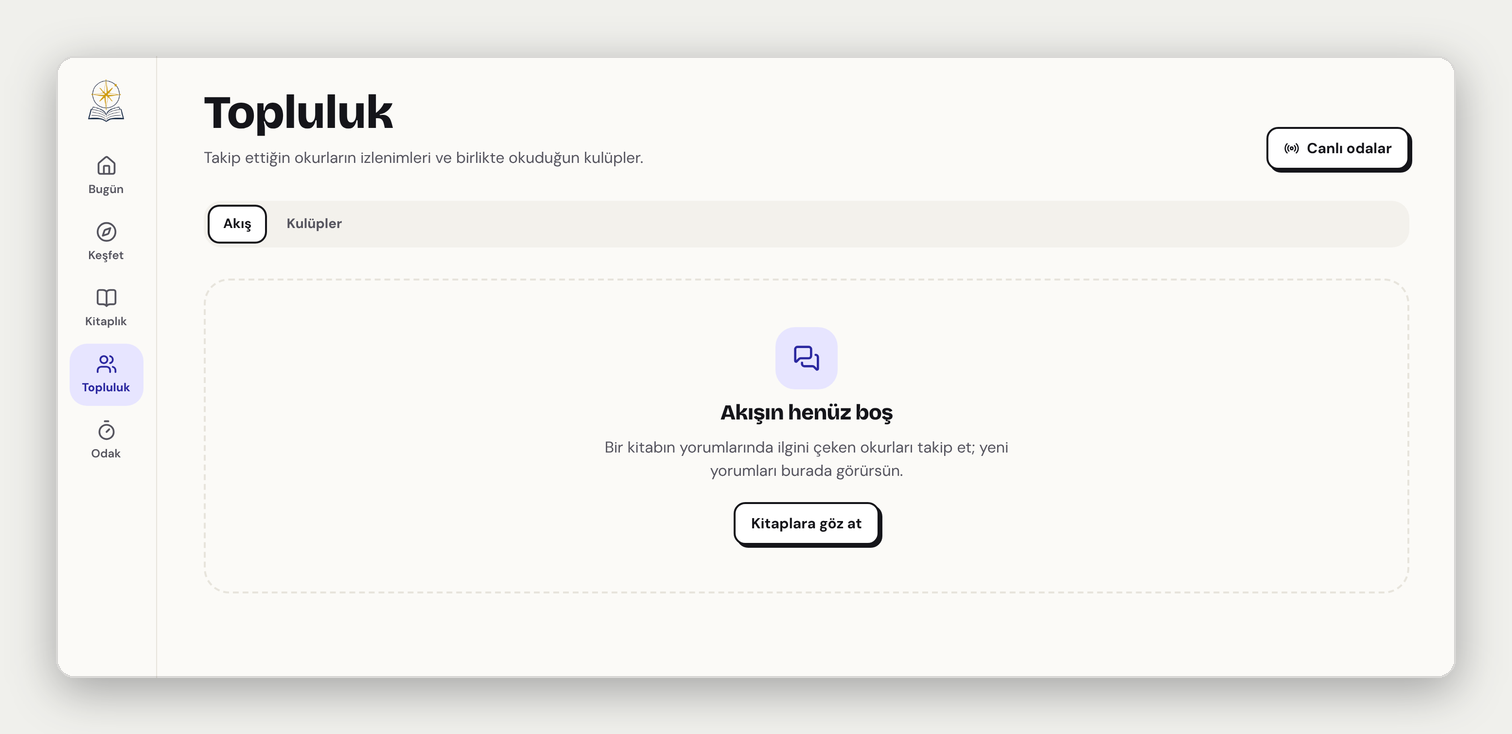 Topluluk
Takip ettiğin okurların izlenimleri ve birlikte okuduğun kulüpler.
Canlı odalar
Bugün
Keşfet
Kitaplık
Topluluk
Odak
Akış
Kulüpler
Akışın henüz boş
Bir kitabın yorumlarında ilgini çeken okurları takip et; yeni
yorumları burada görürsün.
Kitaplara göz at